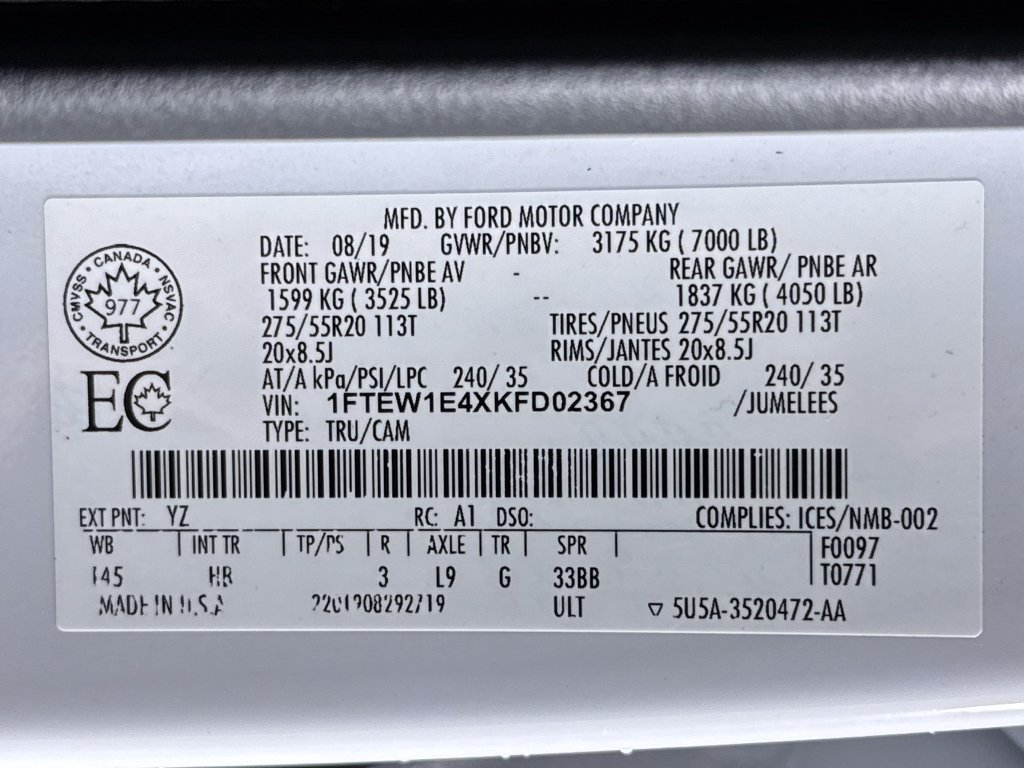 MFD. BY FORD MOTOR COMPANY
DATE: 08/19 GVWR/PNBV: 3175 KG ( 7000 LB)
FRONT GAWR/PNBE AV - REAR GAWR/ PNBE AR
1599 KG ( 3525 LB) -- 1837 KG ( 4050 LB)
275/55R20 113T TIRES/PNEUS 275/55R20 113T
20x8.5J RIMS/JANTES 20x8.5J
AT/A kPa/PSI/LPC 240/ 35 COLD/A FROID 240/ 35
VIN: 1FTEW1E4XKFD02367 /JUMELEES
TYPE: TRU/CAM
CANADA
CMVSS 977 NSVAC
TRANSPORT
EC
EXT PNT: YZ RC: A1 DSO: COMPLIES: ICES/NMB-002
WB | INT TR | TP/PS | R | AXLE | TR | SPR | F0097
145 HB 3 L9 G 33BB T0771
MADE IN U.S.A 2201908292719 ULT ▽ 5U5A-3520472-AA